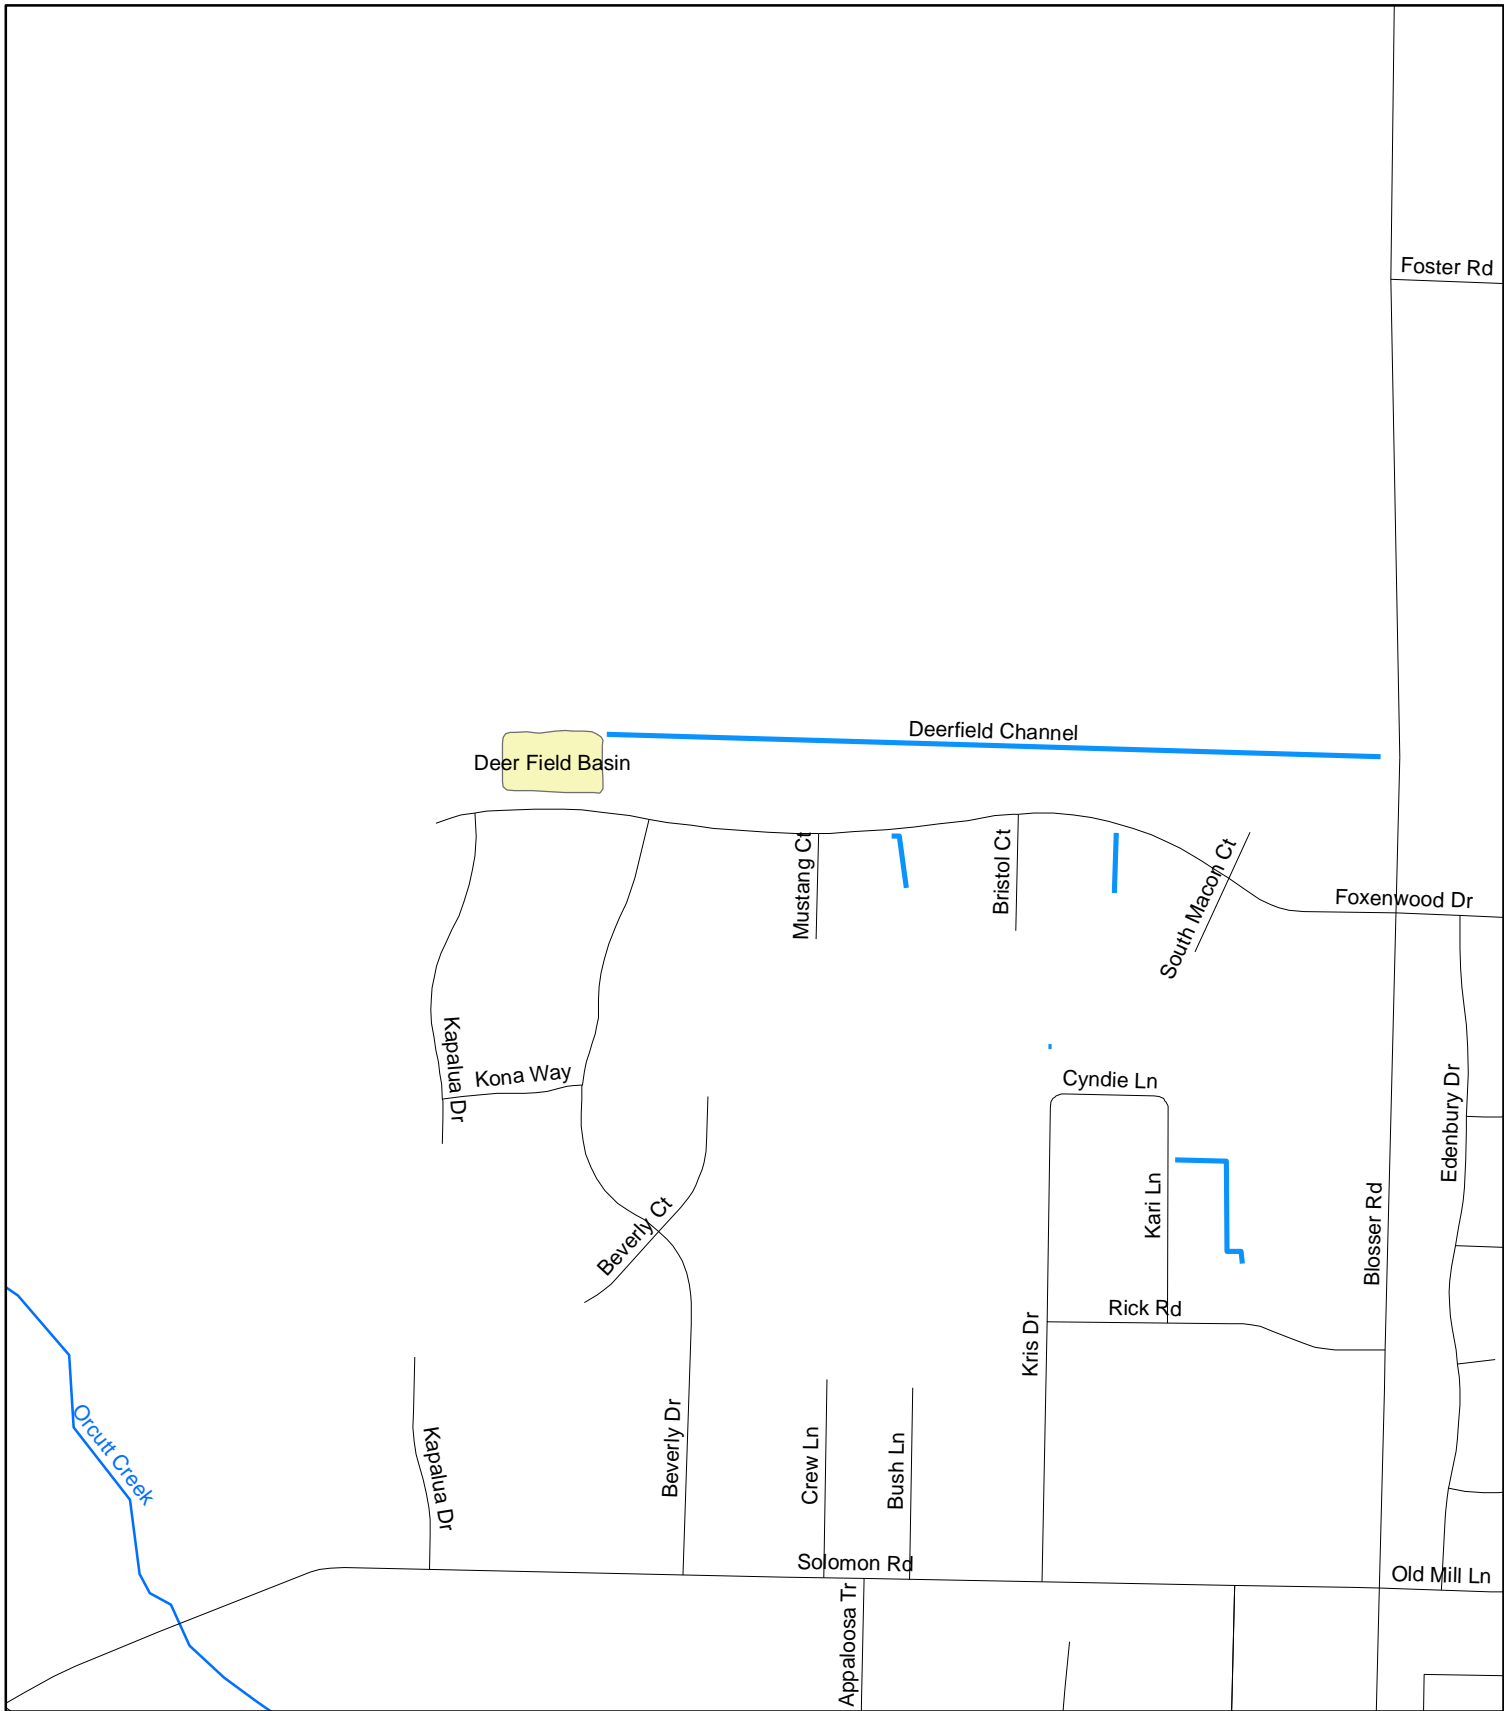 Foster Rd
Deerfield Channel
Deer Field Basin
Mustang Ct
Bristol Ct
South Macon Ct
Foxenwood Dr
Kapalua Dr
Kona Way
Cyndie Ln
Edenbury Dr
Kari Ln
Blosser Rd
Beverly Ct
Rick Rd
Kris Dr
Orcutt Creek
Kapalua Dr
Beverly Dr
Crew Ln
Bush Ln
Solomon Rd
Old Mill Ln
Appaloosa Tr